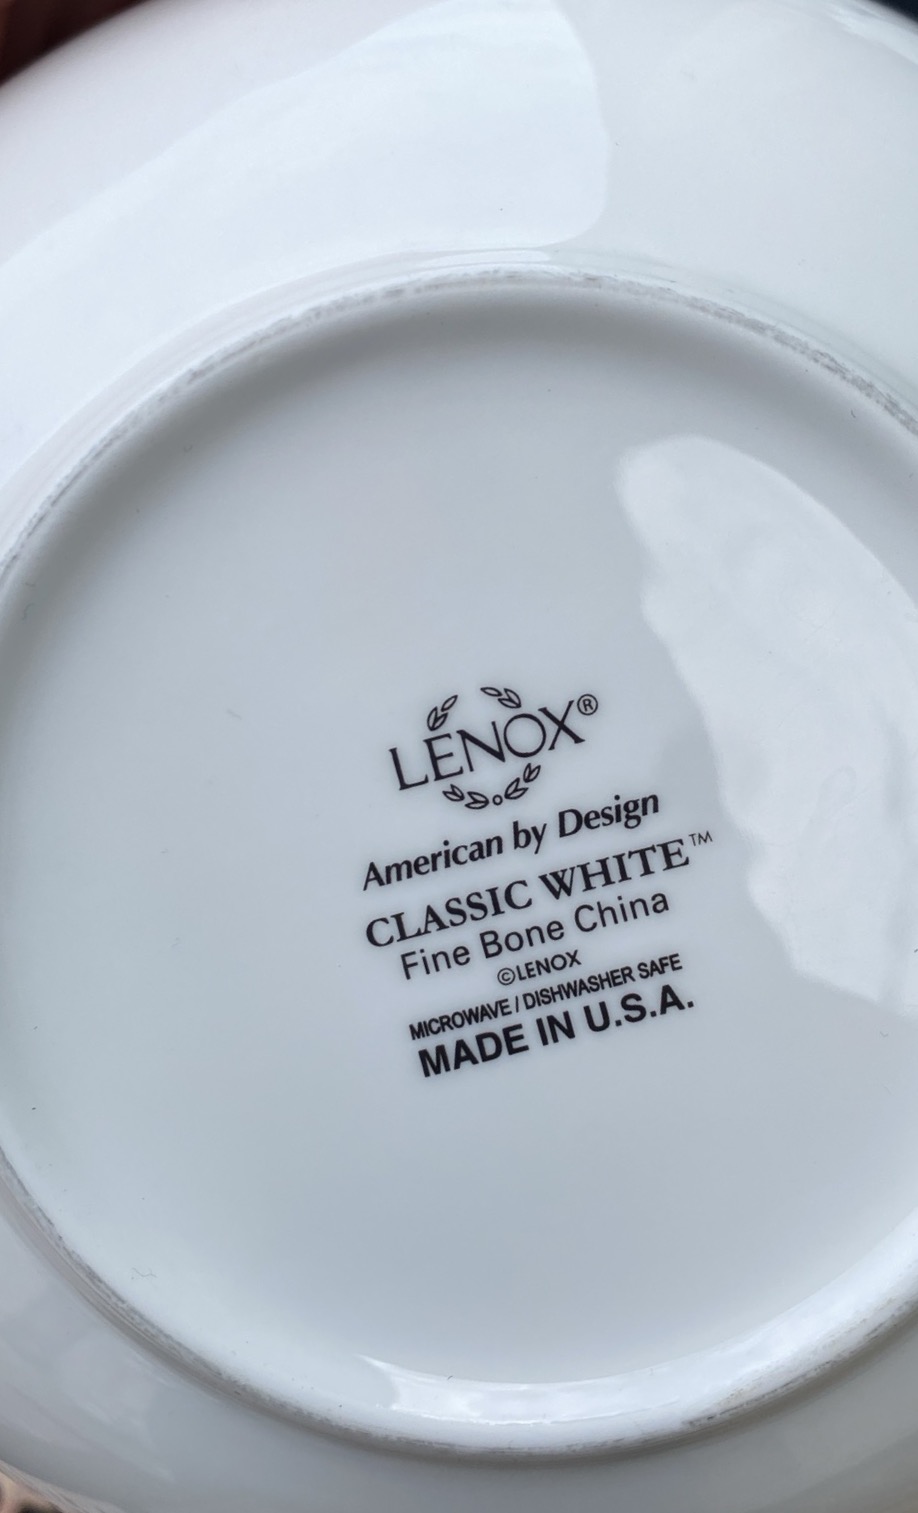 LENOX®
American by Design
CLASSIC WHITE™
Fine Bone China
©LENOX
MICROWAVE / DISHWASHER SAFE
MADE IN U.S.A.